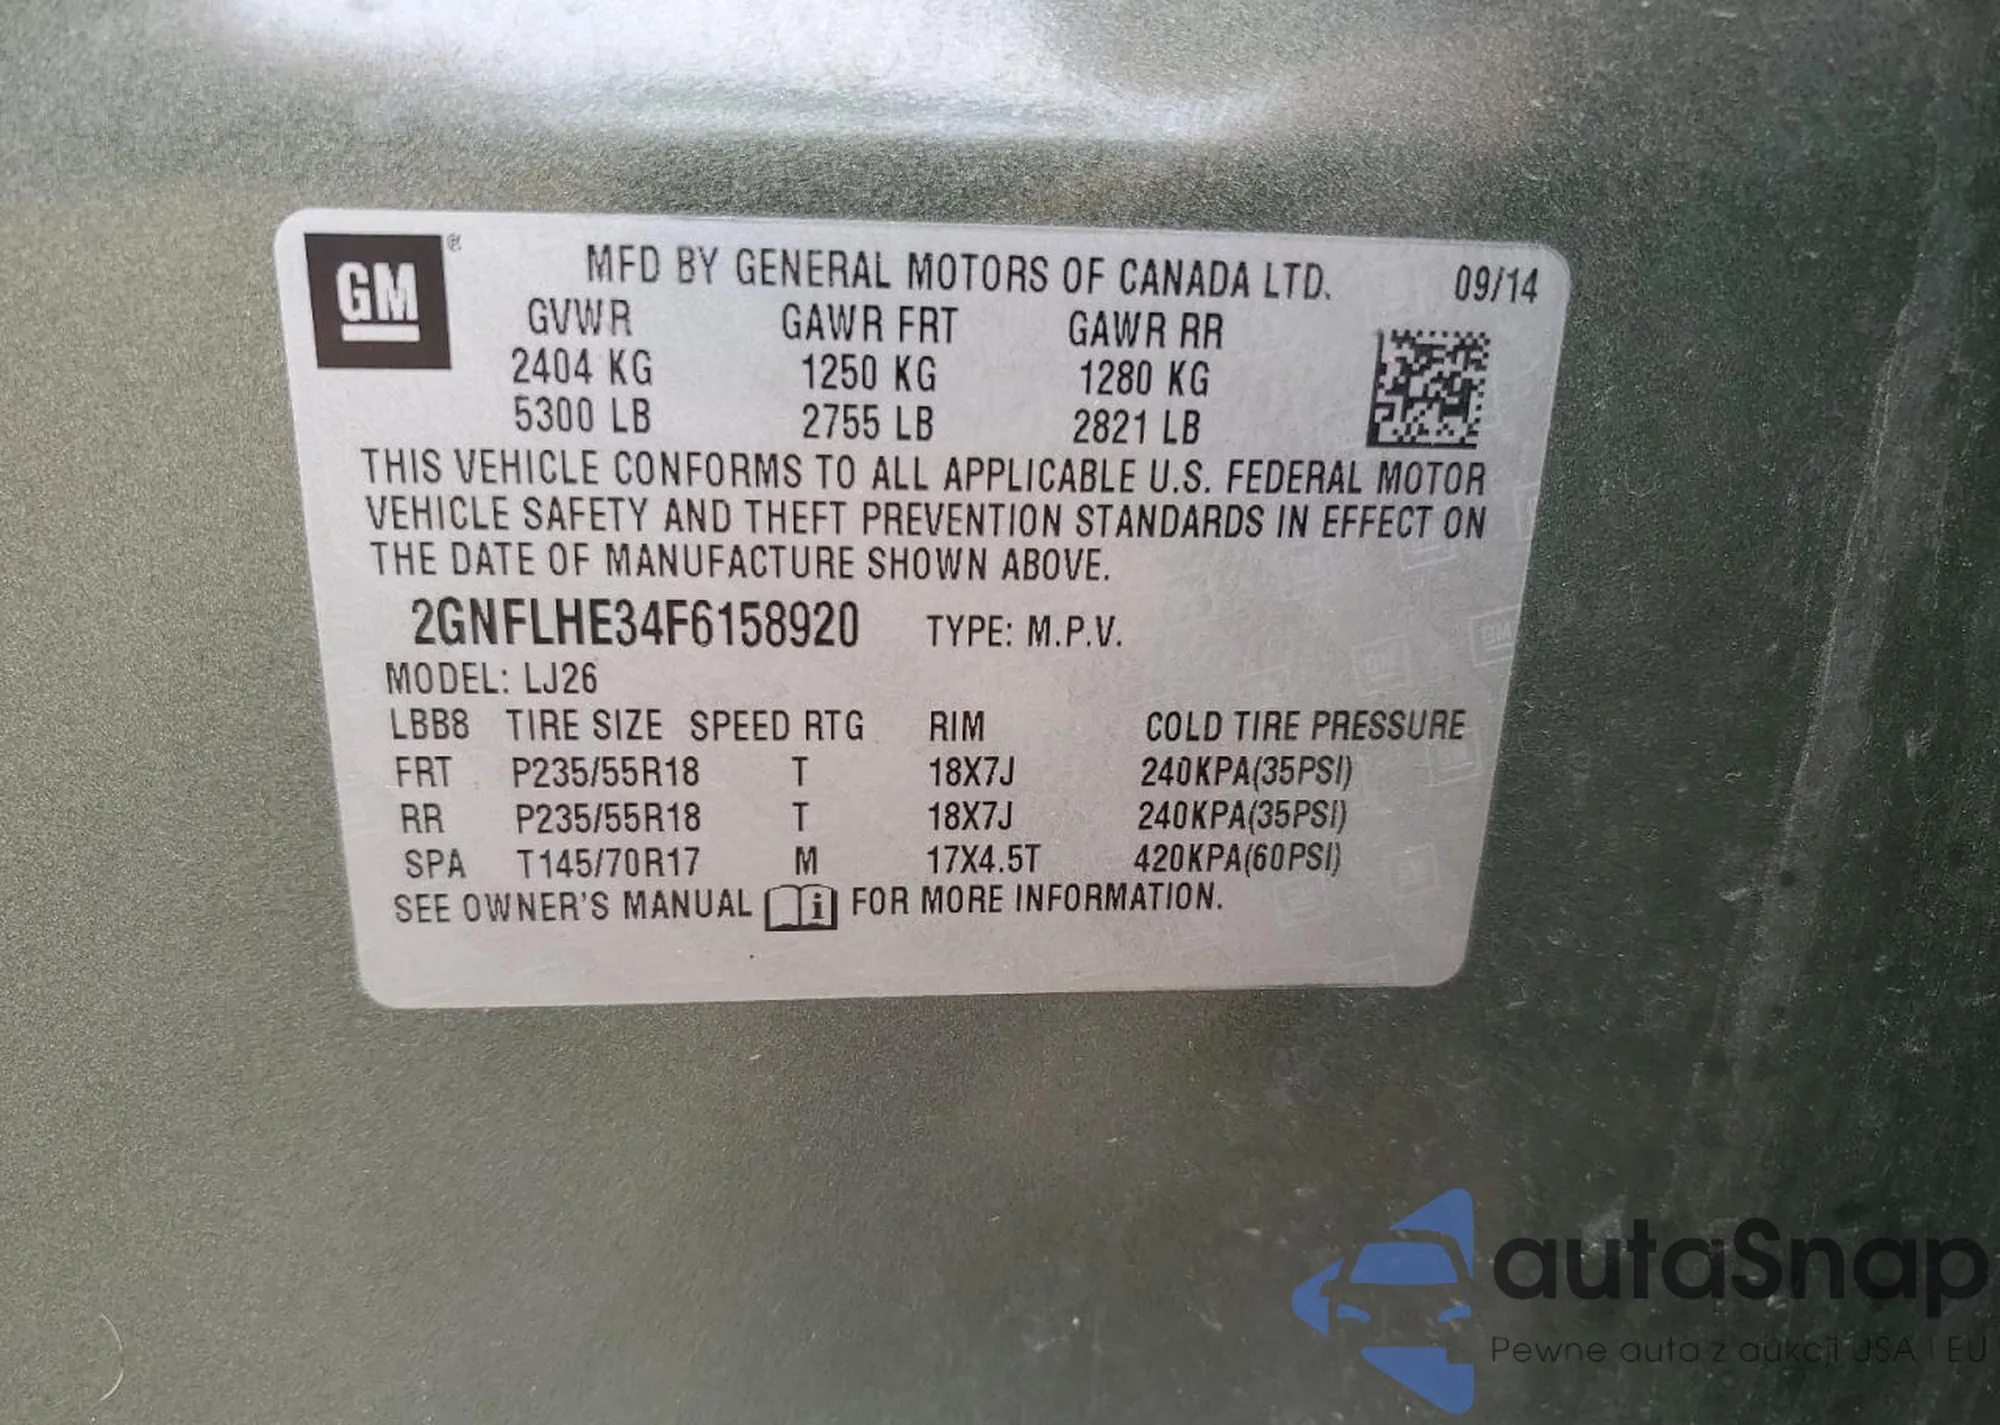 GM ®
MFD BY GENERAL MOTORS OF CANADA LTD. 09/14
GVWR GAWR FRT GAWR RR
2404 KG 1250 KG 1280 KG
5300 LB 2755 LB 2821 LB
THIS VEHICLE CONFORMS TO ALL APPLICABLE U.S. FEDERAL MOTOR
VEHICLE SAFETY AND THEFT PREVENTION STANDARDS IN EFFECT ON
THE DATE OF MANUFACTURE SHOWN ABOVE.
2GNFLHE34F6158920 TYPE: M.P.V.
MODEL: LJ26
LBB8 TIRE SIZE SPEED RTG RIM COLD TIRE PRESSURE
FRT P235/55R18 T 18X7J 240KPA(35PSI)
RR P235/55R18 T 18X7J 240KPA(35PSI)
SPA T145/70R17 M 17X4.5T 420KPA(60PSI)
SEE OWNER'S MANUAL i FOR MORE INFORMATION.
autaSnap
Pewne auta z aukcji USA i EU